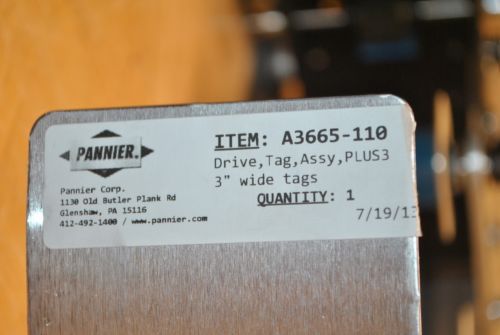 PANNIER.
Pannier Corp.
1130 Old Butler Plank Rd
Glenshaw, PA 15116
412-492-1400 / www.pannier.com
ITEM: A3665-110
Drive,Tag,Assy,PLUS3
3" wide tags
QUANTITY: 1
7/19/13